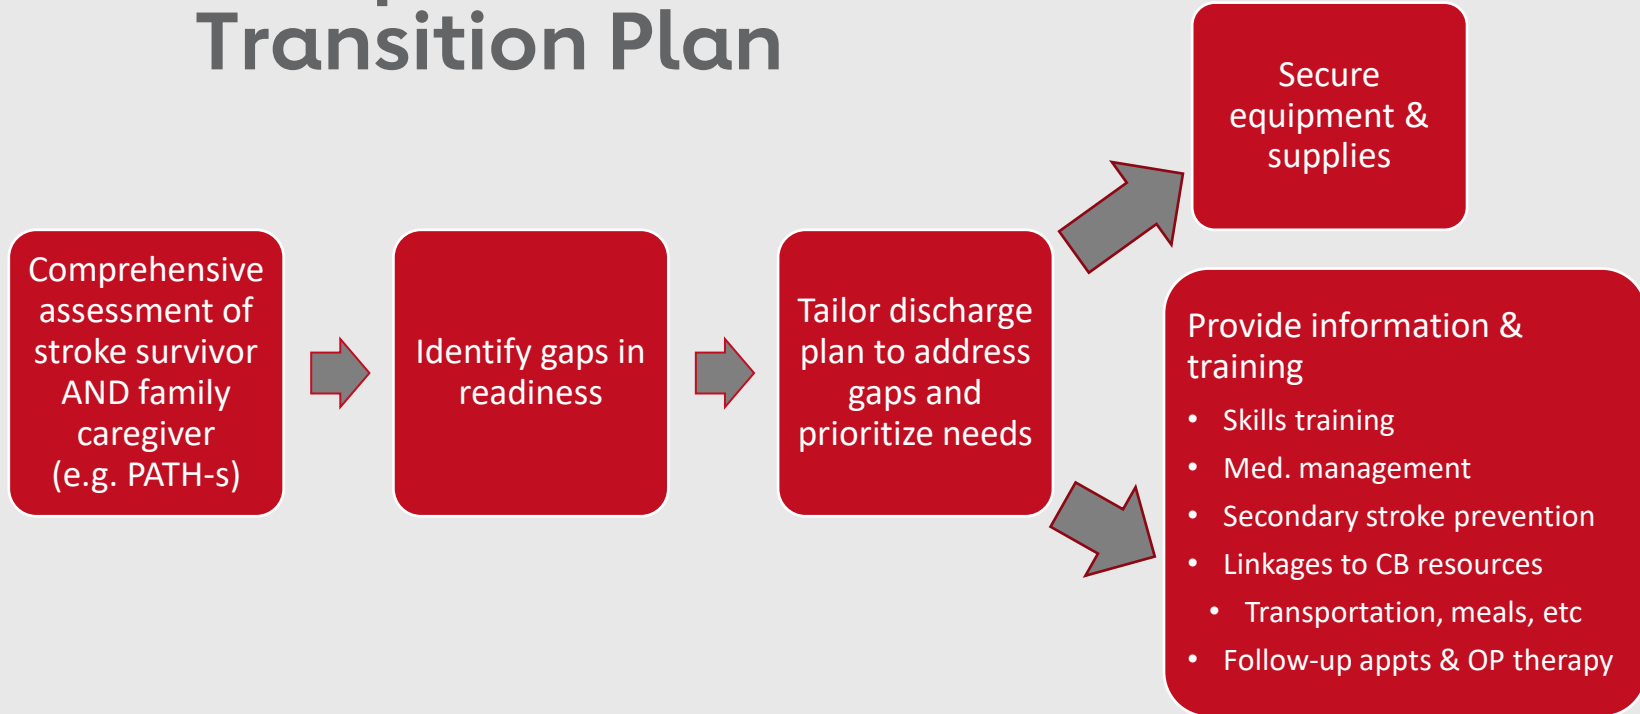 Transition Plan
Comprehensive
assessment of
stroke survivor
AND family
caregiver
(e.g. PATH-s)
Identify gaps in
readiness
Tailor discharge
plan to address
gaps and
prioritize needs
Secure
equipment &
supplies
Provide information &
training
• Skills training
• Med. management
• Secondary stroke prevention
• Linkages to CB resources
• Transportation, meals, etc
• Follow-up appts & OP therapy